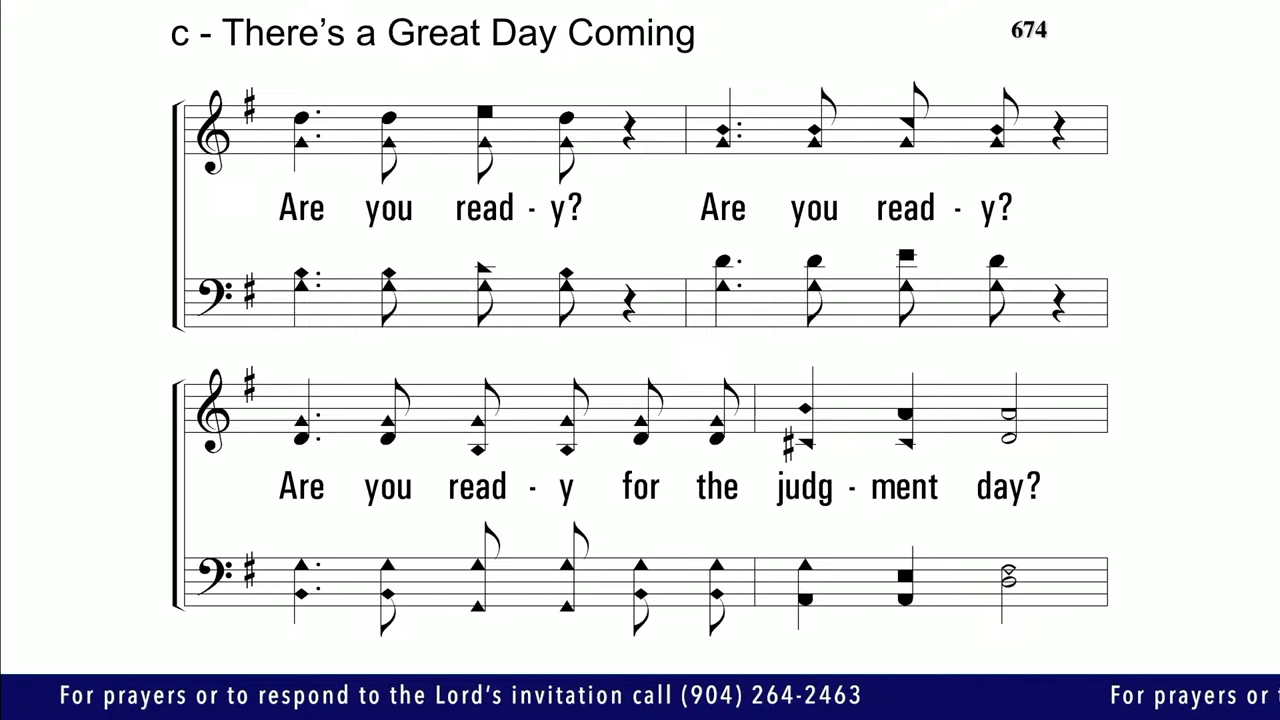 c - There's a Great Day Coming
674
Are you read - y? Are you read - y?
Are you read - y for the judg - ment day?
For prayers or to respond to the Lord's invitation call (904) 264-2463 For prayers or t